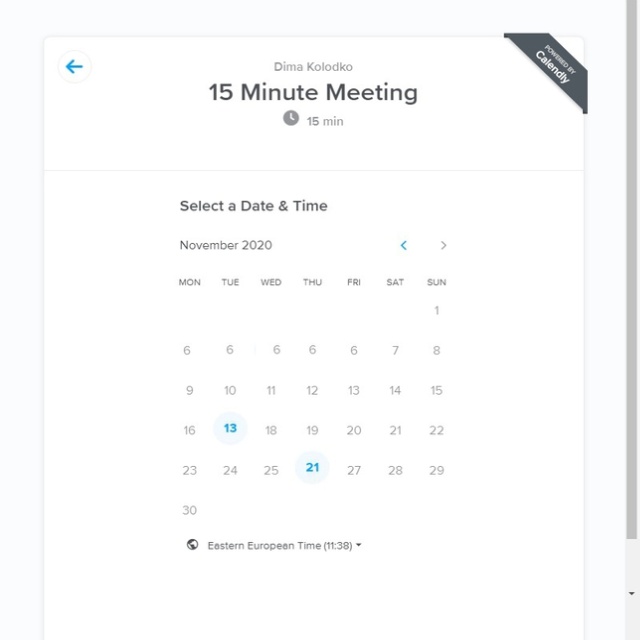 POWERED BY
Calendly
Dima Kolodko
15 Minute Meeting
15 min
Select a Date & Time
November 2020
MON TUE WED THU FRI SAT SUN
1
6 6 6 6 6 7 8
9 10 11 12 13 14 15
16 13 18 19 20 21 22
23 24 25 21 27 28 29
30
Eastern European Time (11:38)